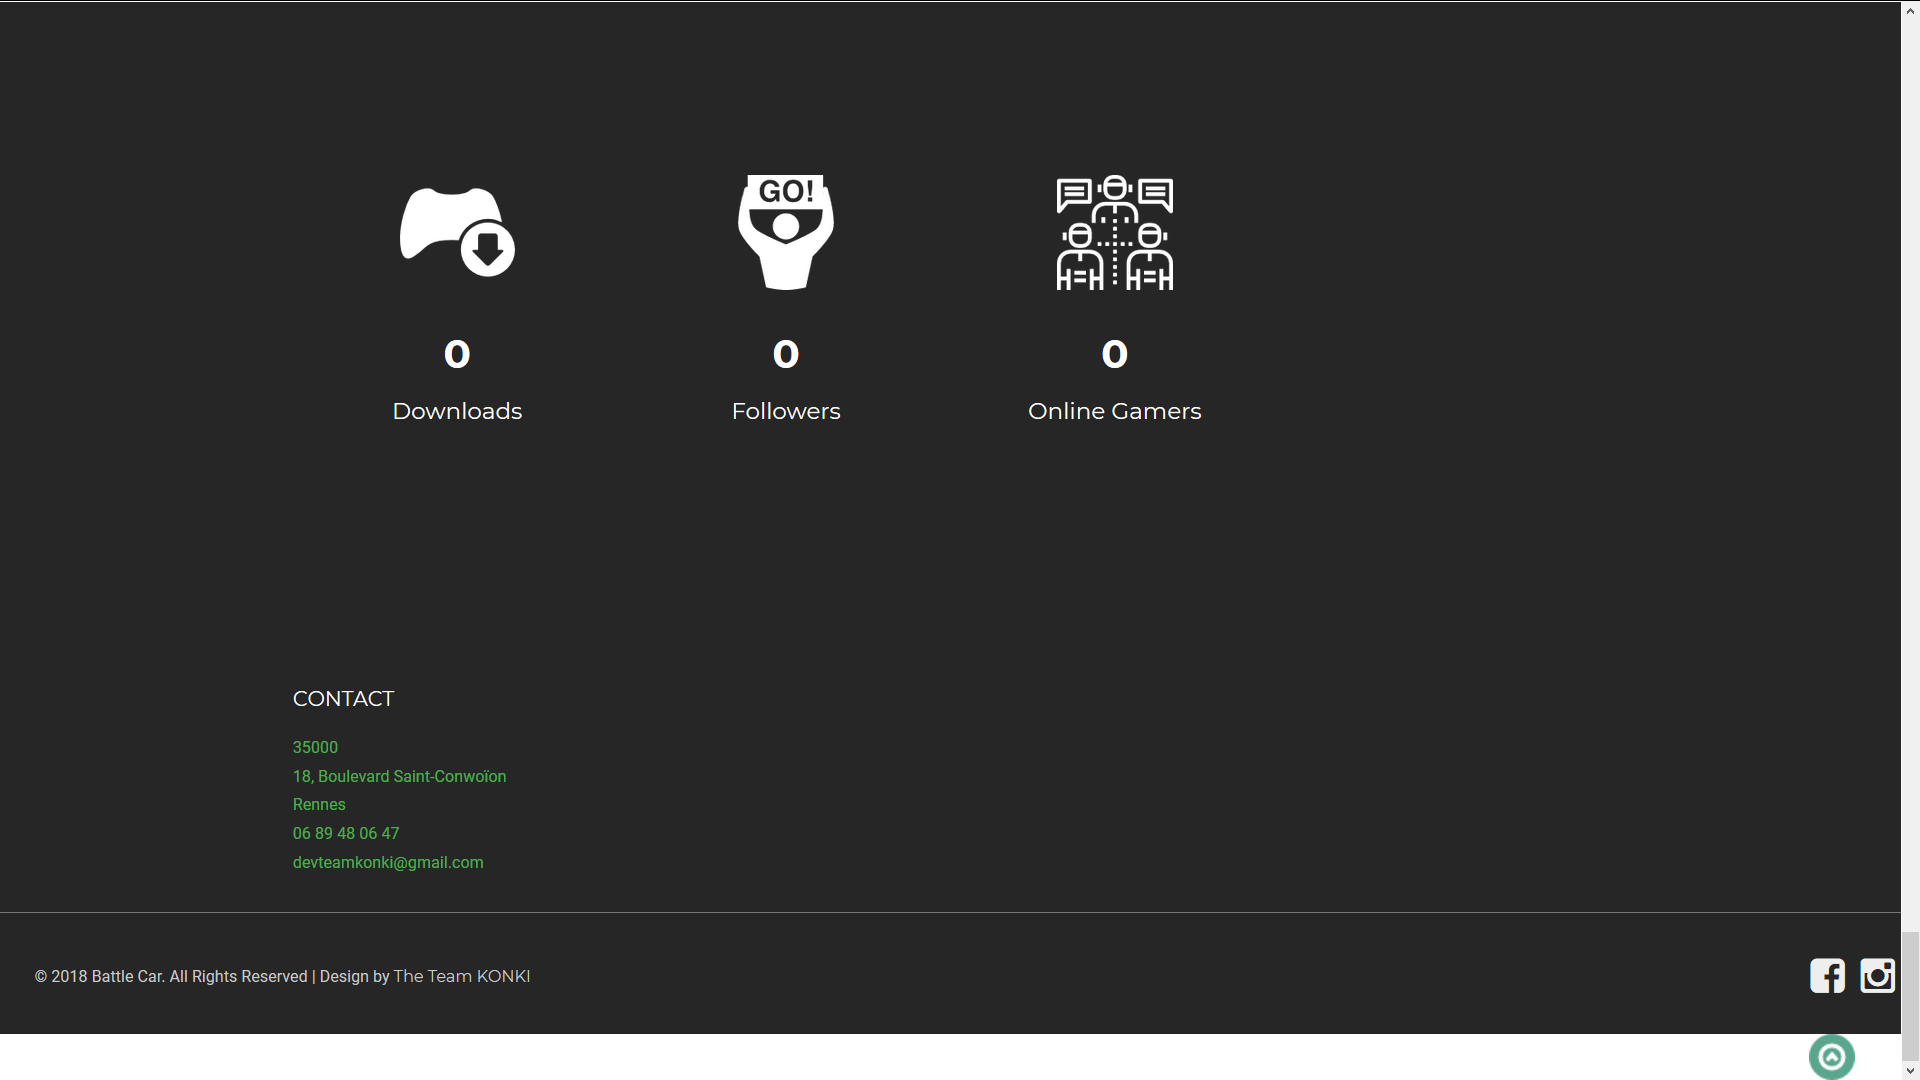 GO!
0
0
0
Downloads
Followers
Online Gamers
CONTACT
35000
18, Boulevard Saint-Conwoïon
Rennes
06 89 48 06 47
devteamkonki@gmail.com
© 2018 Battle Car. All Rights Reserved | Design by The Team KONKI